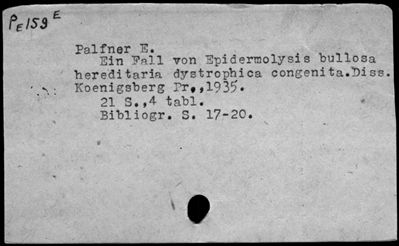 PE159E
Palfner E.
Ein Fall von Epidermolysis bullosa
hereditaria dystrophica congenita.Diss.
Koenigsberg Pr.,1935.
21 S.,4 tabl.
Bibliogr. S. 17-20.